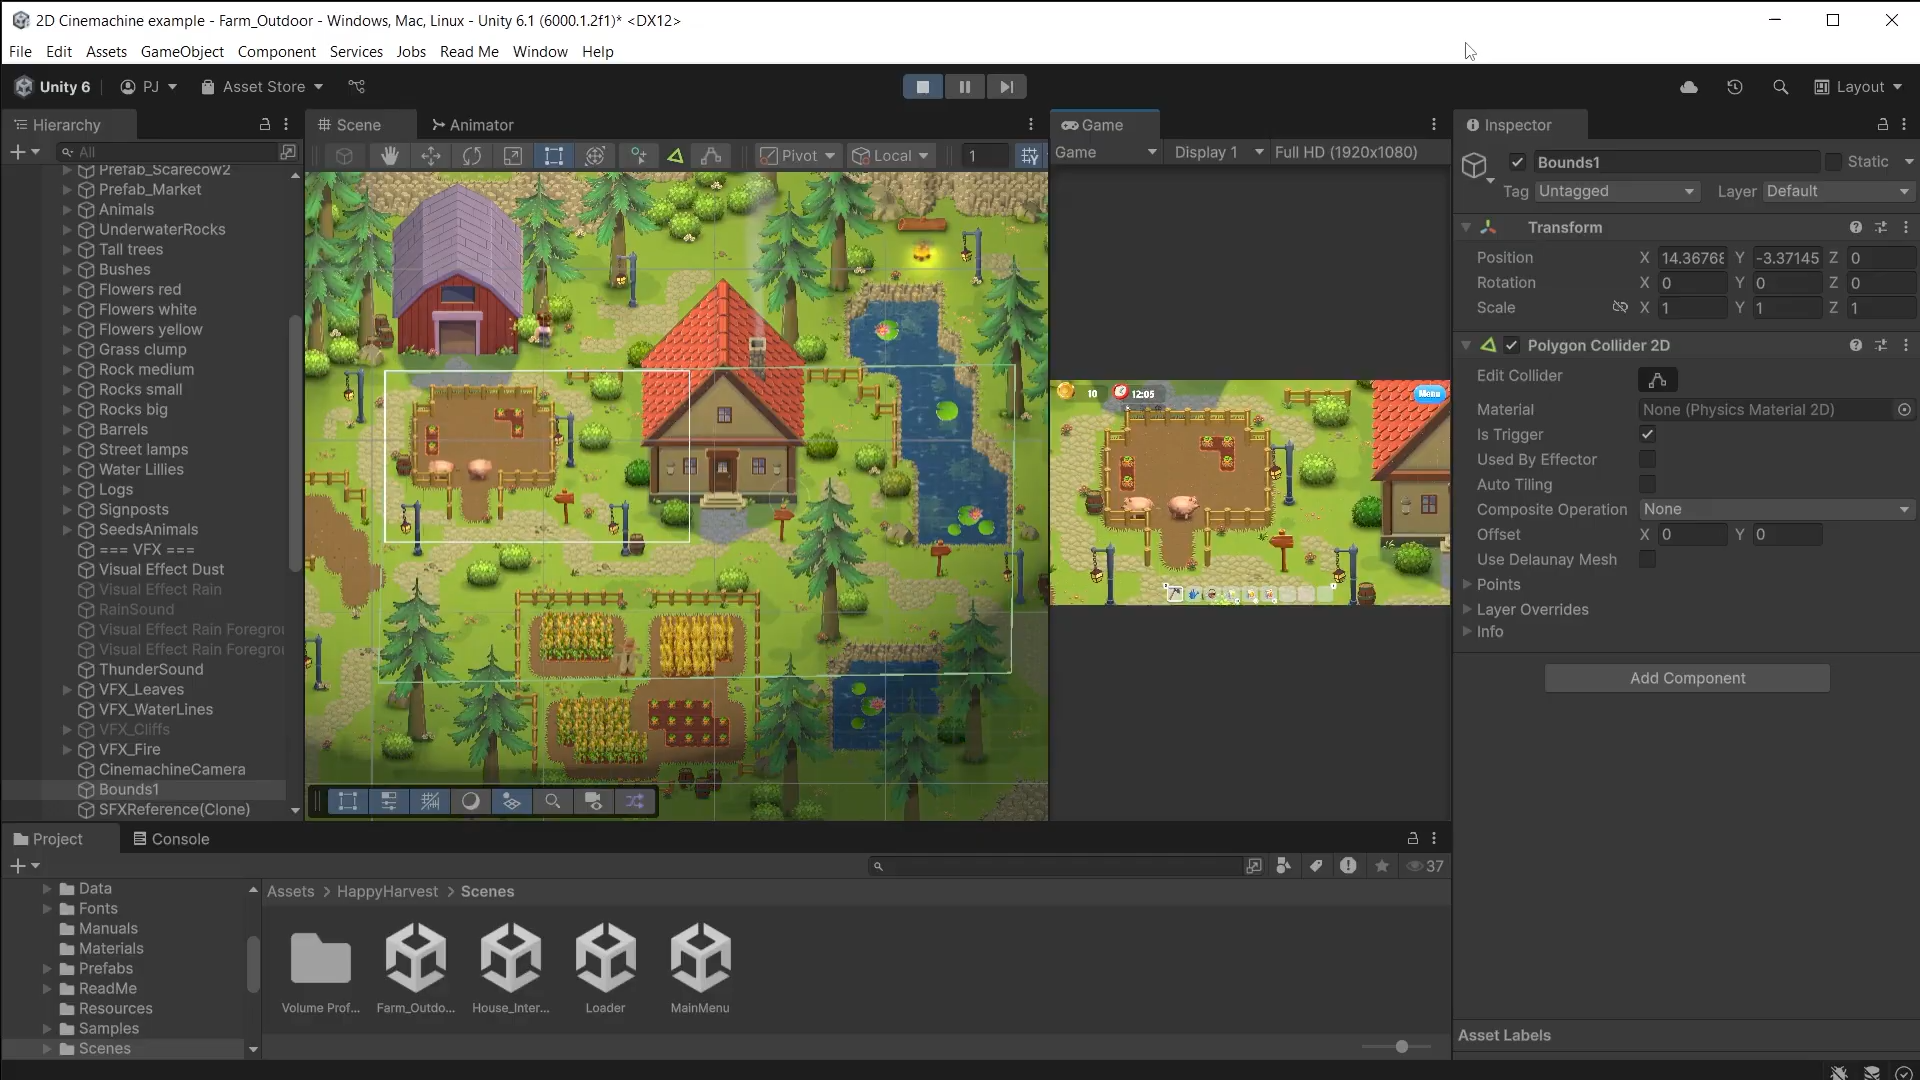 2D Cinemachine example - Farm_Outdoor - Windows, Mac, Linux - Unity 6.1 (6000.1.2f1)* <DX12>
File Edit Assets GameObject Component Services Jobs Read Me Window Help
Unity 6 PJ Asset Store Layout
Hierarchy
All
Prefab_Scarecow2
Prefab_Market
Animals
UnderwaterRocks
Tall trees
Bushes
Flowers red
Flowers white
Flowers yellow
Grass clump
Rock medium
Rocks small
Rocks big
Barrels
Street lamps
Water Lillies
Logs
Signposts
SeedsAnimals
=== VFX ===
Visual Effect Dust
Visual Effect Rain
RainSound
Visual Effect Rain Foregrou
Visual Effect Rain Foregrou
ThunderSound
VFX_Leaves
VFX_WaterLines
VFX_Cliffs
VFX_Fire
CinemachineCamera
Bounds1
SFXReference(Clone)
Scene Animator
Pivot Local 1
Game
Game Display 1 Full HD (1920x1080)
10 12:05 Menu
Inspector
Bounds1 Static
Tag Untagged Layer Default
Transform
Position X 14.36768 Y -3.37145 Z 0
Rotation X 0 Y 0 Z 0
Scale X 1 Y 1 Z 1
Polygon Collider 2D
Edit Collider
Material None (Physics Material 2D)
Is Trigger
Used By Effector
Auto Tiling
Composite Operation None
Offset X 0 Y 0
Use Delaunay Mesh
Points
Layer Overrides
Info
Add Component
Asset Labels
Project Console
37
Data
Fonts
Manuals
Materials
Prefabs
ReadMe
Resources
Samples
Scenes
Assets > HappyHarvest > Scenes
Volume Prof... Farm_Outdo... House_Inter... Loader MainMenu